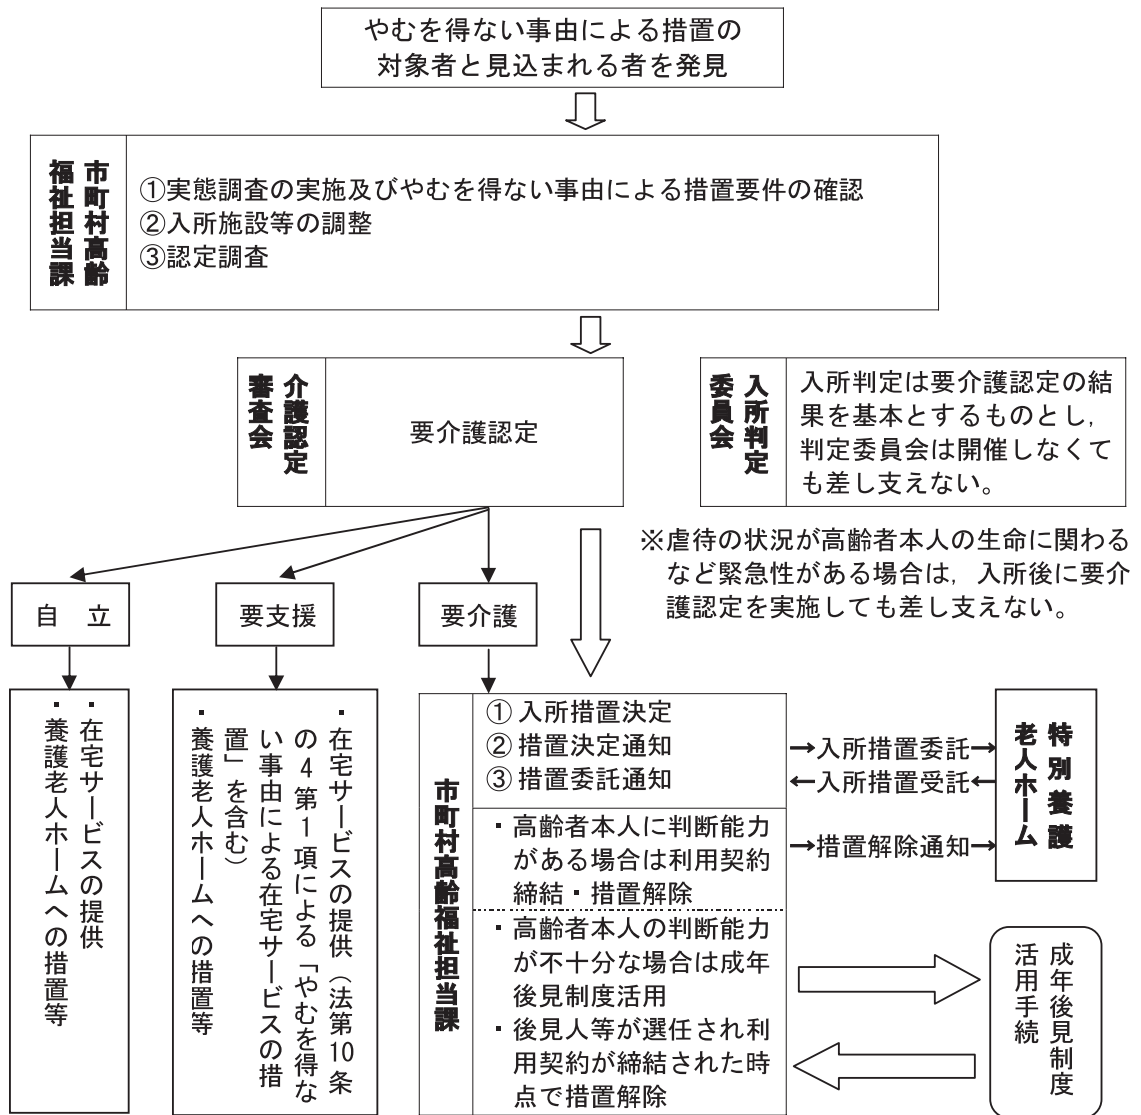 やむを得ない事由による措置の
対象者と見込まれる者を発見
市町村高齢
福祉担当課
①実態調査の実施及びやむを得ない事由による措置要件の確認
②入所施設等の調整
③認定調査
介護認定
審査会
要介護認定
入所判定
委員会
入所判定は要介護認定の結
果を基本とするものとし,
判定委員会は開催しなくて
も差し支えない。
※虐待の状況が高齢者本人の生命に関わる
など緊急性がある場合は,入所後に要介
護認定を実施しても差し支えない。
自 立
要支援
要介護
・在宅サービスの提供
・養護老人ホームへの措置等
・在宅サービスの提供(法第10条
の4第1項による「やむを得な
い事由による在宅サービスの措
置」を含む)
・養護老人ホームへの措置等
市町村高齢福祉担当課
① 入所措置決定
② 措置決定通知
③ 措置委託通知
・高齢者本人に判断能力
がある場合は利用契約
締結・措置解除
・高齢者本人の判断能力
が不十分な場合は成年
後見制度活用
・後見人等が選任され利
用契約が締結された時
点で措置解除
→入所措置委託→
←入所措置受託←
→措置解除通知→
特別養護
老人ホーム
成年後見制度
活用手続